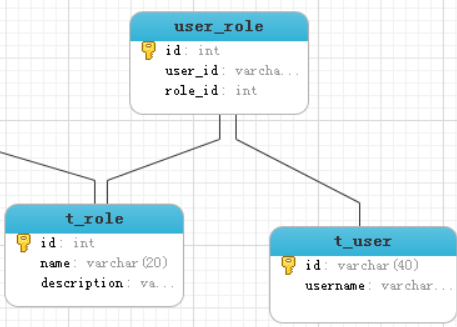 user_role
id: int
user_id: varcha...
role_id: int
t_role
id: int
name: varchar(20)
description: va...
t_user
id: varchar(40)
username: varchar...